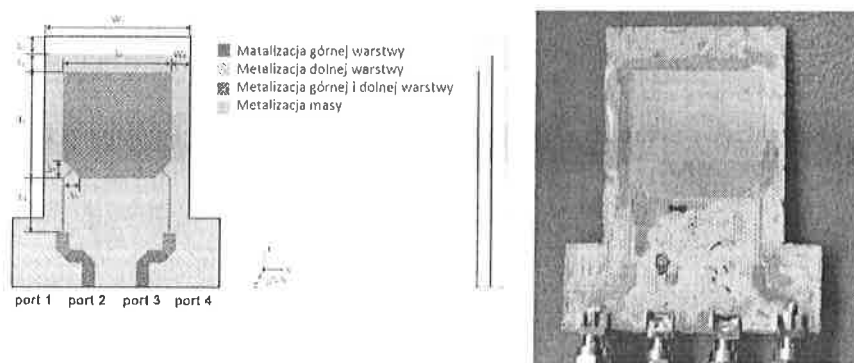 Matalizacja górnej warstwy
Metalizacja dolnej warstwy
Metalizacja górnej i dolnej warstwy
Metalizacja masy
port 1 port 2 port 3 port 4